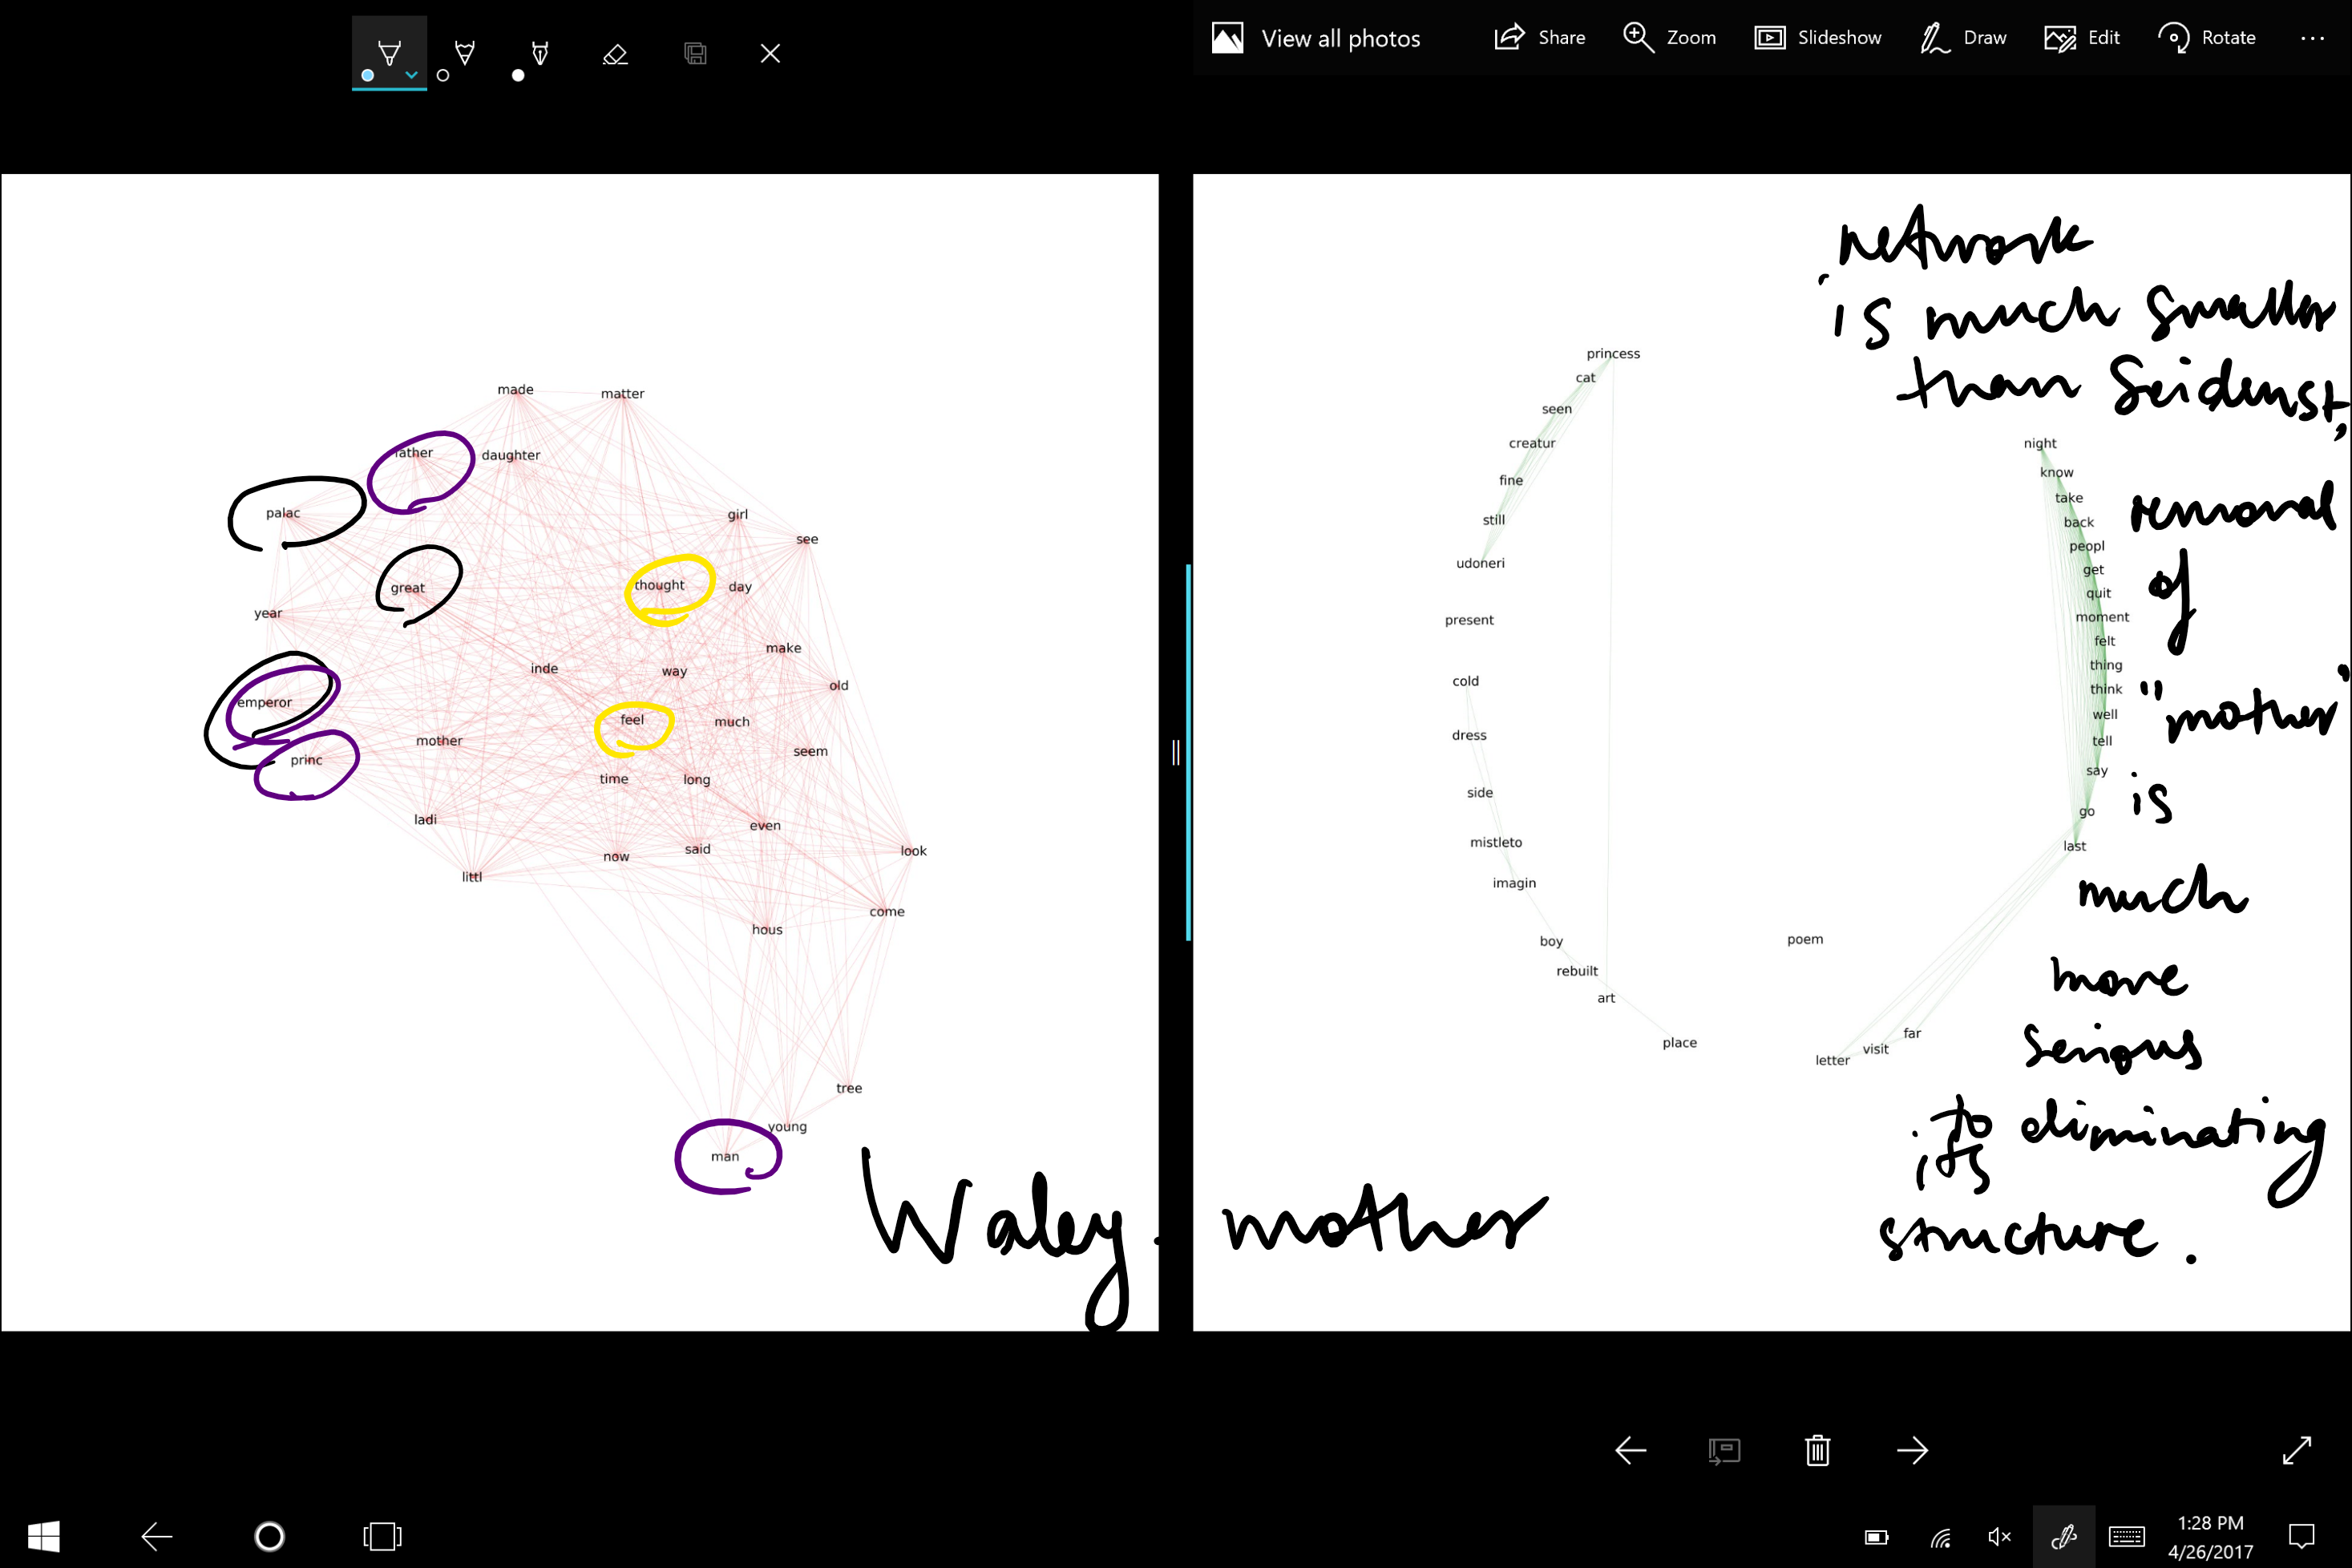 View all photos
Share
Zoom
Slideshow
Draw
Edit
Rotate
made
matter
father
daughter
palac
girl
see
great
thought
day
year
make
inde
way
old
emperor
feel
much
mother
seem
princ
time
long
ladi
even
said
look
now
littl
come
hous
tree
young
man
Waley.
princess
cat
seen
creatur
fine
still
udoneri
present
cold
dress
side
mistleto
imagin
boy
rebuilt
art
place
poem
letter
visit
far
night
know
take
back
peopl
get
quit
moment
felt
thing
think
well
tell
say
go
last
mother
network
is much smaller
than Seidenst,
removal
of
"mother"
is
much
more
serious
to eliminating
its
structure.
1:28 PM
4/26/2017